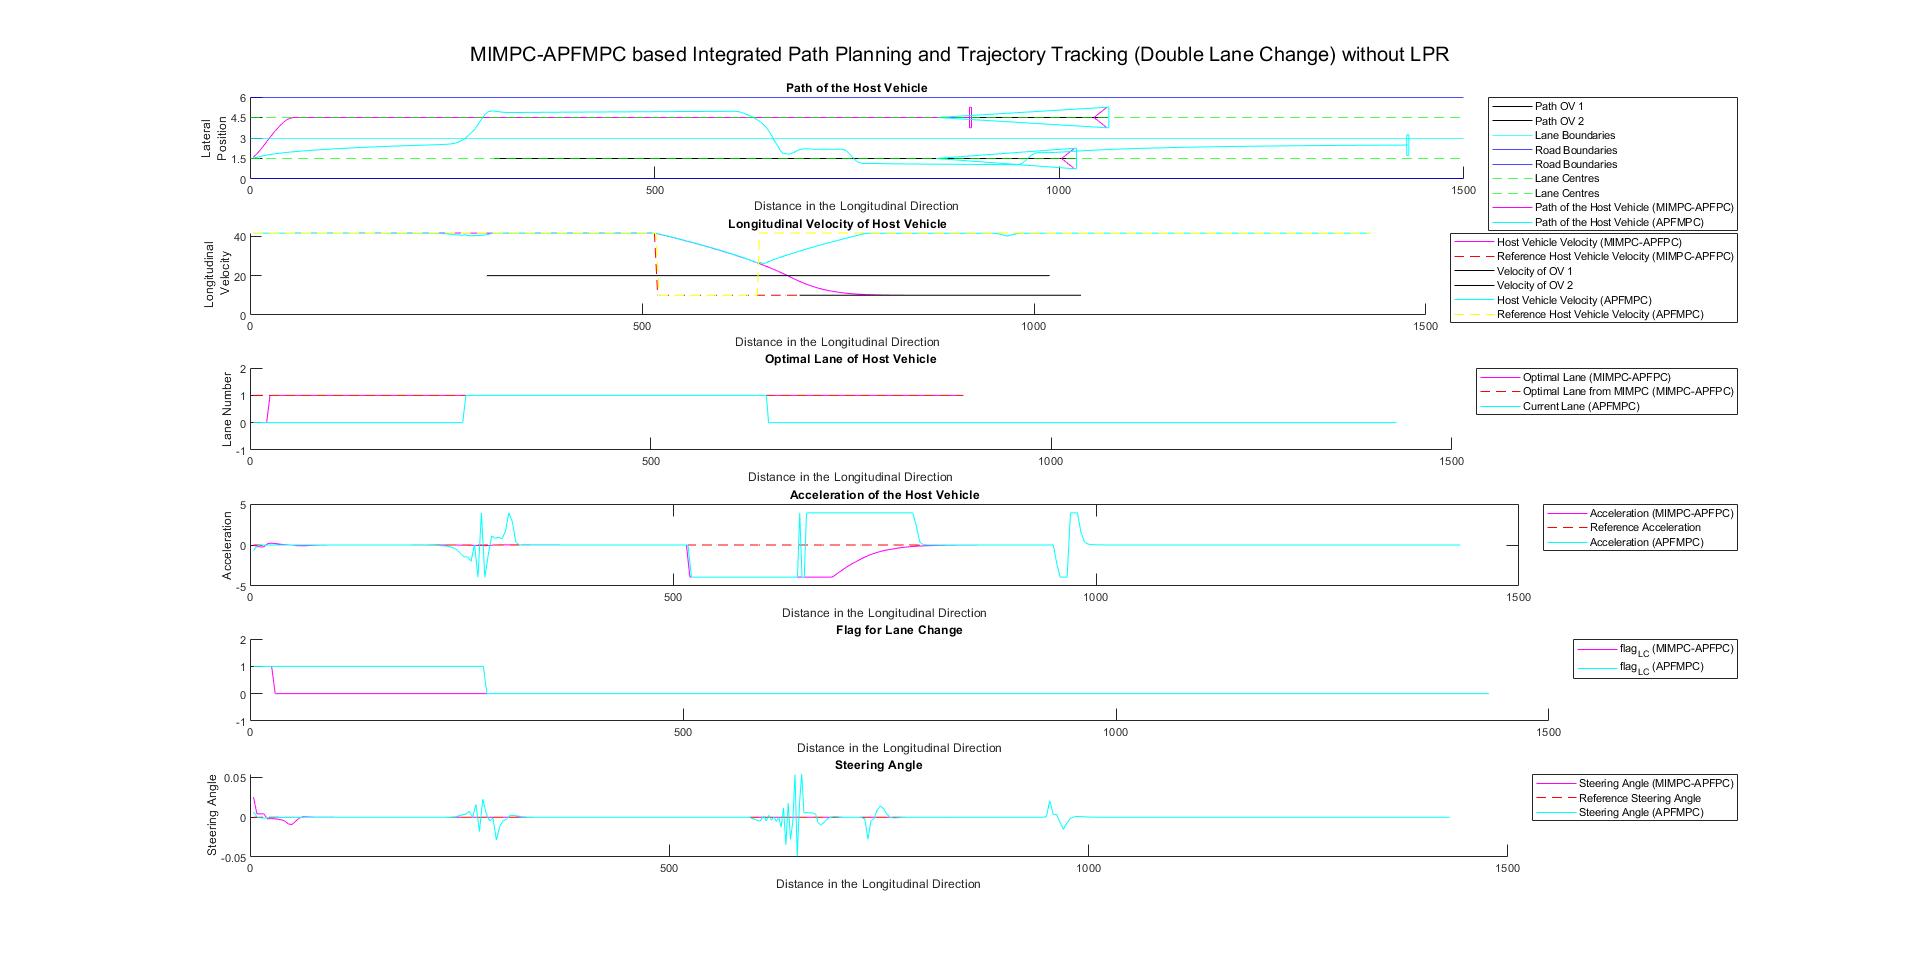 MIMPC-APFMPC based Integrated Path Planning and Trajectory Tracking (Double Lane Change) without LPR
Path of the Host Vehicle
Lateral
Position
6
4.5
3
1.5
0
0
500
1000
1500
Distance in the Longitudinal Direction
Path OV 1
Path OV 2
Lane Boundaries
Road Boundaries
Road Boundaries
Lane Centres
Lane Centres
Path of the Host Vehicle (MIMPC-APFPC)
Path of the Host Vehicle (APFMPC)
Longitudinal Velocity of Host Vehicle
Longitudinal
Velocity
40
20
0
0
500
1000
1500
Distance in the Longitudinal Direction
Host Vehicle Velocity (MIMPC-APFPC)
Reference Host Vehicle Velocity (MIMPC-APFPC)
Velocity of OV 1
Velocity of OV 2
Host Vehicle Velocity (APFMPC)
Reference Host Vehicle Velocity (APFMPC)
Optimal Lane of Host Vehicle
Lane Number
2
1
0
-1
0
500
1000
1500
Distance in the Longitudinal Direction
Optimal Lane (MIMPC-APFPC)
Optimal Lane from MIMPC (MIMPC-APFPC)
Current Lane (APFMPC)
Acceleration of the Host Vehicle
Acceleration
5
0
-5
0
500
1000
1500
Distance in the Longitudinal Direction
Acceleration (MIMPC-APFPC)
Reference Acceleration
Acceleration (APFMPC)
Flag for Lane Change
2
1
0
-1
0
500
1000
1500
Distance in the Longitudinal Direction
flag_LC (MIMPC-APFPC)
flag_LC (APFMPC)
Steering Angle
Steering Angle
0.05
0
-0.05
0
500
1000
1500
Distance in the Longitudinal Direction
Steering Angle (MIMPC-APFPC)
Reference Steering Angle
Steering Angle (APFMPC)